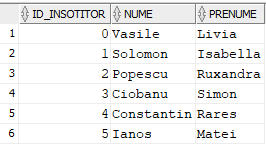 ID_INSOTITOR NUME PRENUME
1 0 Vasile Livia
2 1 Solomon Isabella
3 2 Popescu Ruxandra
4 3 Ciobanu Simon
5 4 Constantin Rares
6 5 Ianos Matei